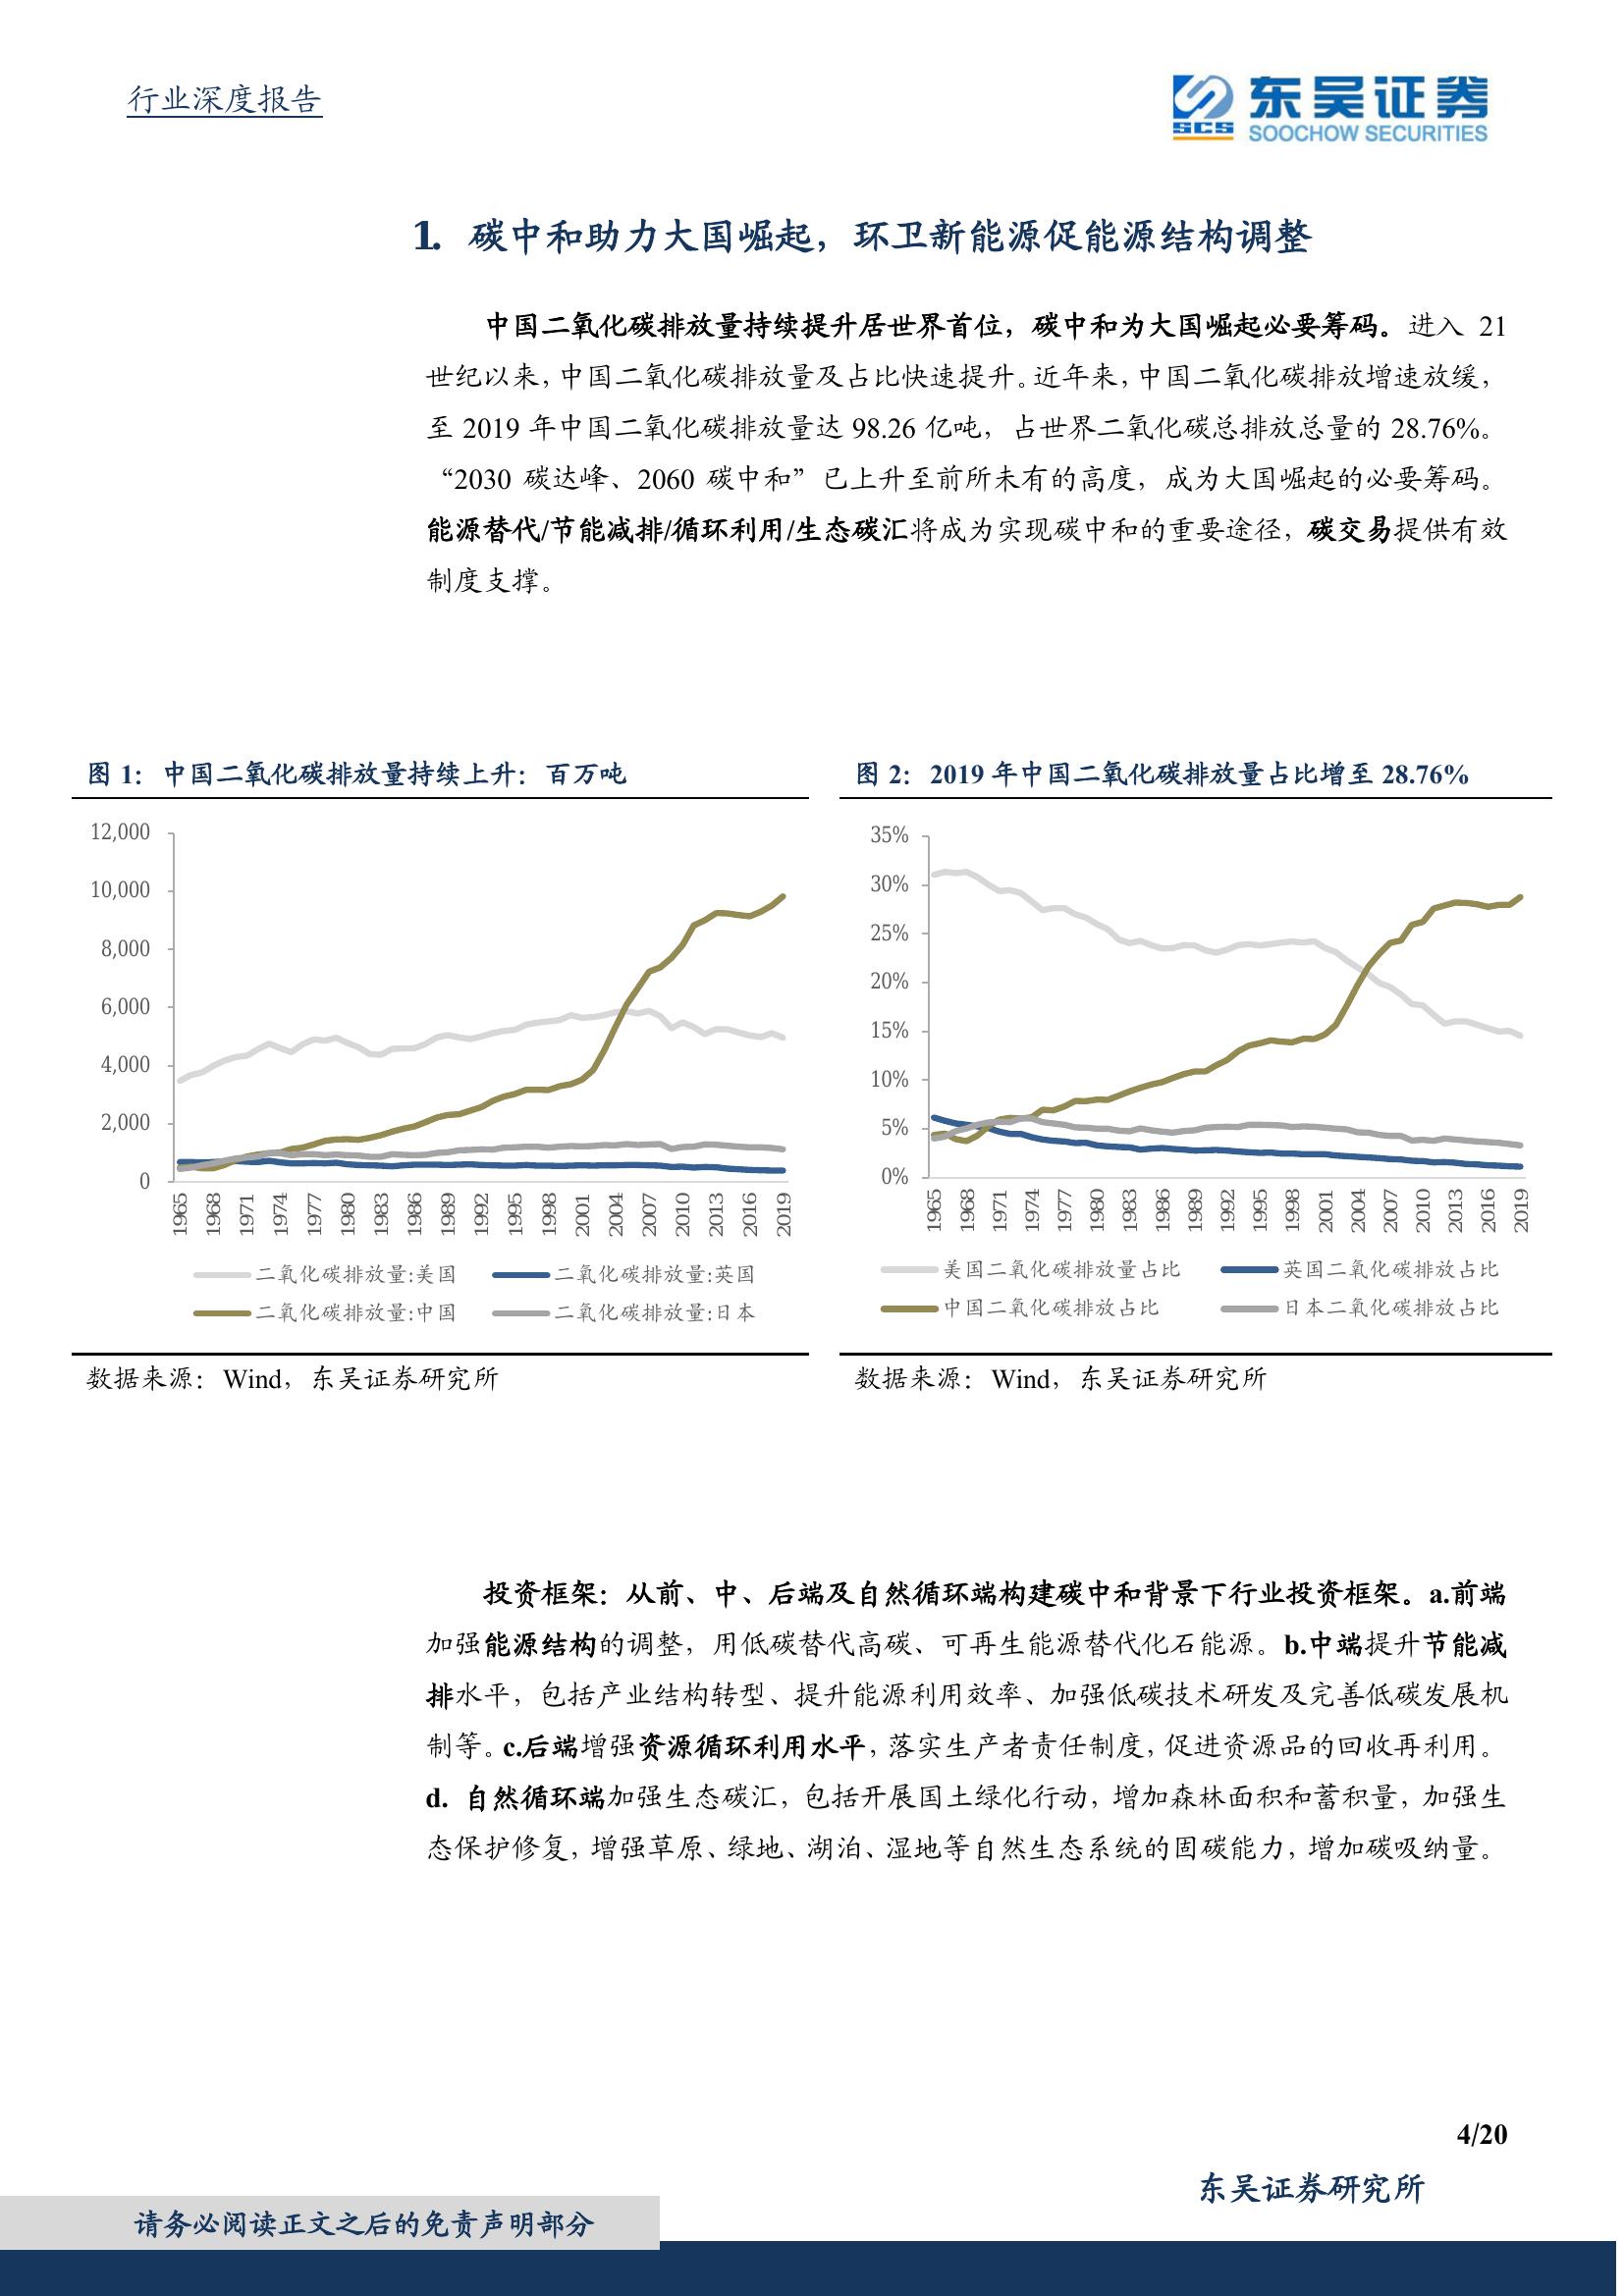 行业深度报告
SCS
东吴证券
SOOCHOW SECURITIES
1. 碳中和助力大国崛起，环卫新能源促能源结构调整
中国二氧化碳排放量持续提升居世界首位，碳中和为大国崛起必要筹码。进入 21
世纪以来，中国二氧化碳排放量及占比快速提升。近年来，中国二氧化碳排放增速放缓，
至 2019 年中国二氧化碳排放量达 98.26 亿吨，占世界二氧化碳总排放总量的 28.76%。
“2030 碳达峰、2060 碳中和”已上升至前所未有的高度，成为大国崛起的必要筹码。
能源替代/节能减排/循环利用/生态碳汇将成为实现碳中和的重要途径，碳交易提供有效
制度支撑。
图 1：中国二氧化碳排放量持续上升：百万吨
12,000
10,000
8,000
6,000
4,000
2,000
0
1965 1968 1971 1974 1977 1980 1983 1986 1989 1992 1995 1998 2001 2004 2007 2010 2013 2016 2019
二氧化碳排放量:美国 二氧化碳排放量:英国
二氧化碳排放量:中国 二氧化碳排放量:日本
数据来源：Wind，东吴证券研究所
图 2：2019 年中国二氧化碳排放量占比增至 28.76%
35%
30%
25%
20%
15%
10%
5%
0%
1965 1968 1971 1974 1977 1980 1983 1986 1989 1992 1995 1998 2001 2004 2007 2010 2013 2016 2019
美国二氧化碳排放量占比 英国二氧化碳排放占比
中国二氧化碳排放占比 日本二氧化碳排放占比
数据来源：Wind，东吴证券研究所
投资框架：从前、中、后端及自然循环端构建碳中和背景下行业投资框架。a.前端
加强能源结构的调整，用低碳替代高碳、可再生能源替代化石能源。b.中端提升节能减
排水平，包括产业结构转型、提升能源利用效率、加强低碳技术研发及完善低碳发展机
制等。c.后端增强资源循环利用水平，落实生产者责任制度，促进资源品的回收再利用。
d. 自然循环端加强生态碳汇，包括开展国土绿化行动，增加森林面积和蓄积量，加强生
态保护修复，增强草原、绿地、湖泊、湿地等自然生态系统的固碳能力，增加碳吸纳量。
4/20
东吴证券研究所
请务必阅读正文之后的免责声明部分